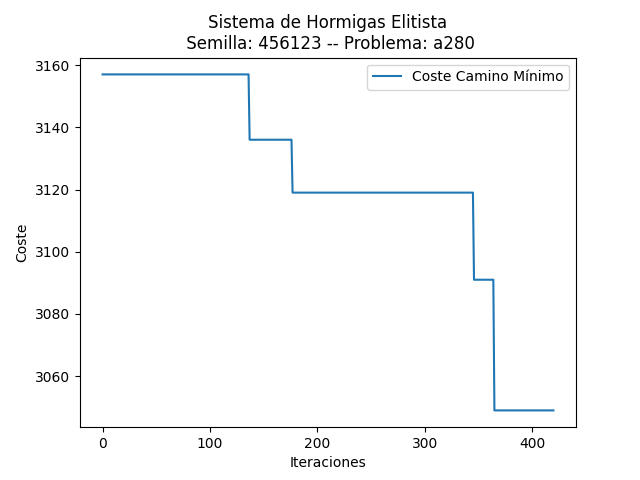 Sistema de Hormigas Elitista
Semilla: 456123 -- Problema: a280
Coste Camino Mínimo
3160
3140
3120
3100
3080
3060
Coste
0 100 200 300 400
Iteraciones